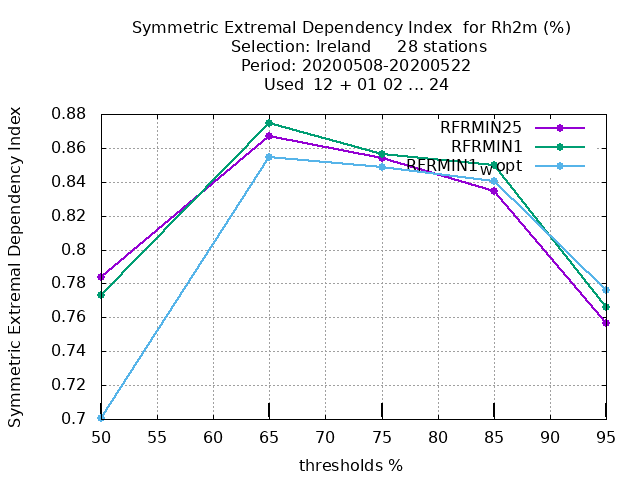 Symmetric Extremal Dependency Index  for Rh2m (%)
Selection: Ireland     28 stations
Period: 20200508-20200522
Used  12 + 01 02 ... 24
Symmetric Extremal Dependency Index
0.88
0.86
0.84
0.82
0.8
0.78
0.76
0.74
0.72
0.7
RFRMIN25
RFRMIN1
RFRMIN1wopt
50 55 60 65 70 75 80 85 90 95
thresholds %